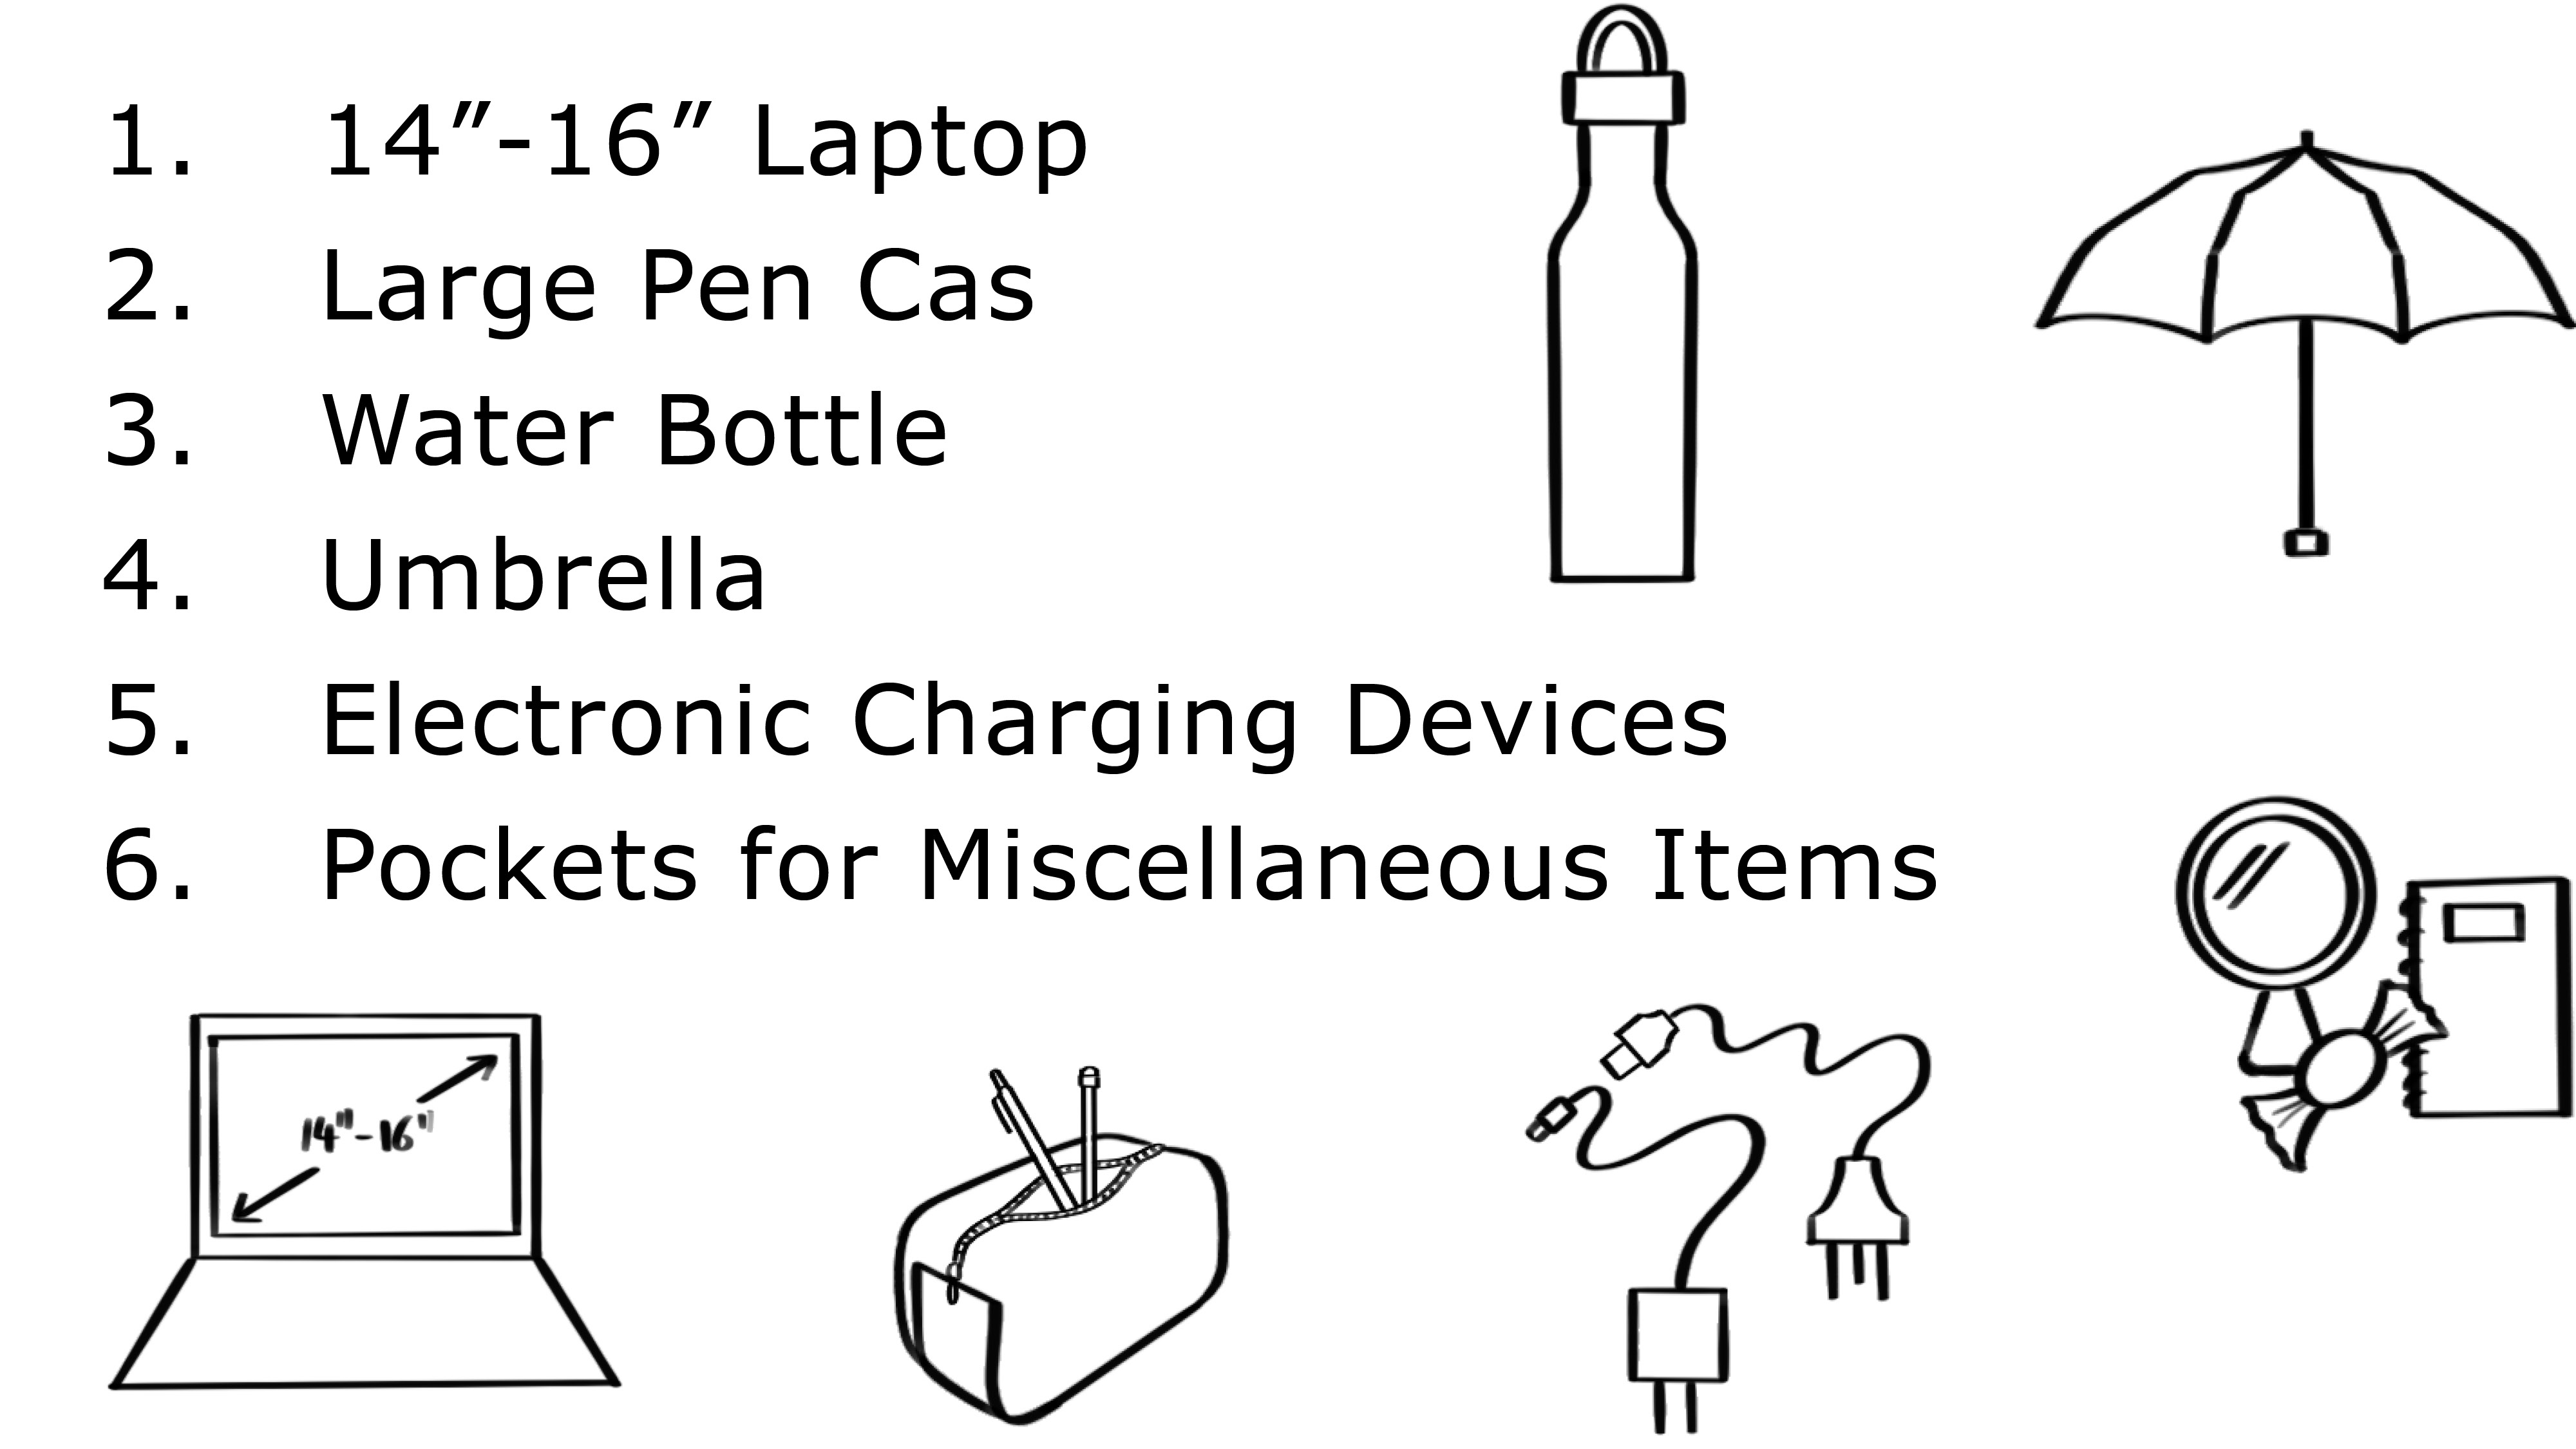 1. 14″-16″ Laptop
2. Large Pen Cas
3. Water Bottle
4. Umbrella
5. Electronic Charging Devices
6. Pockets for Miscellaneous Items
14"-16"